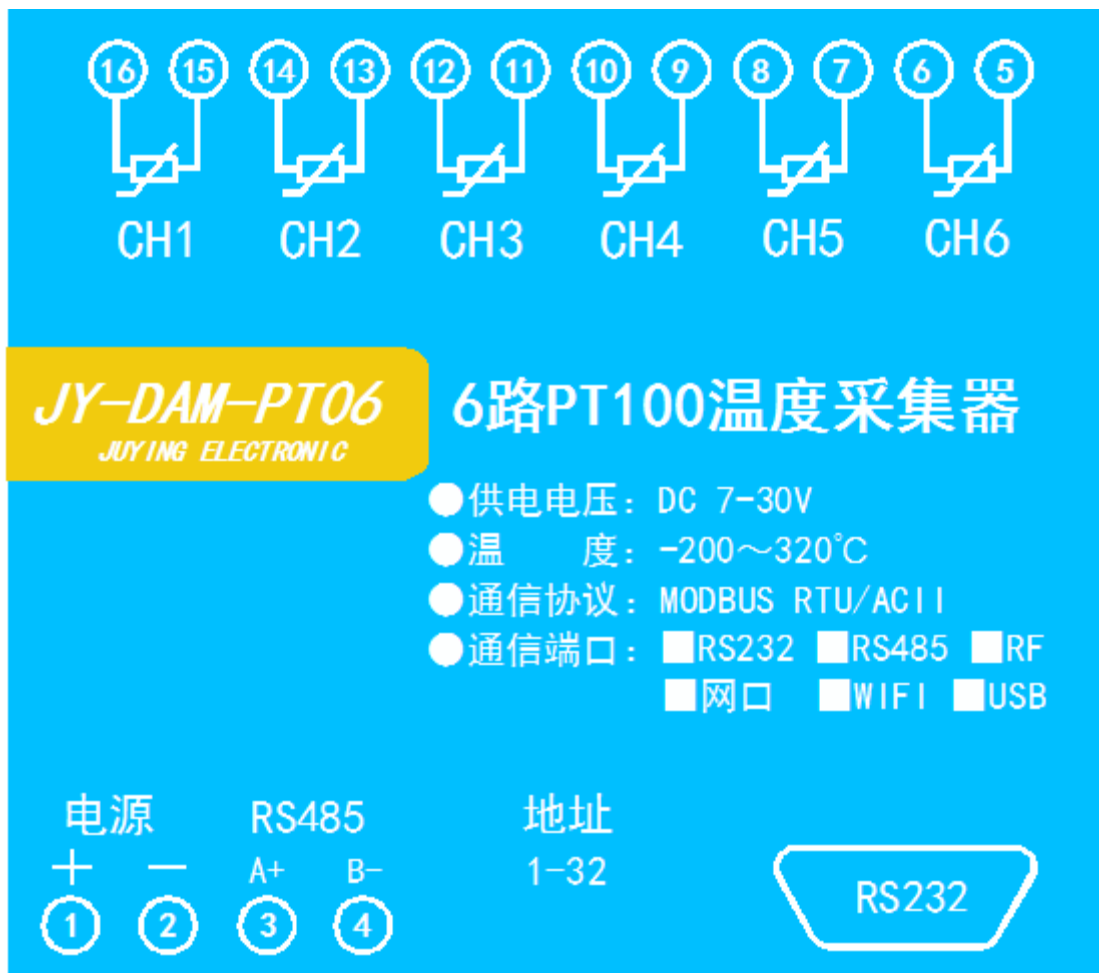 16 15 14 13 12 11 10 9 8 7 6 5
CH1 CH2 CH3 CH4 CH5 CH6
JY-DAM-PT06
JUYING ELECTRONIC
6路PT100温度采集器
●供电电压：DC 7-30V
●温 度：-200～320℃
●通信协议：MODBUS RTU/ACII
●通信端口：■RS232 ■RS485 ■RF
■网口 ■WIFI ■USB
电源 RS485 地址
+ - A+ B- 1-32
1 2 3 4 RS232